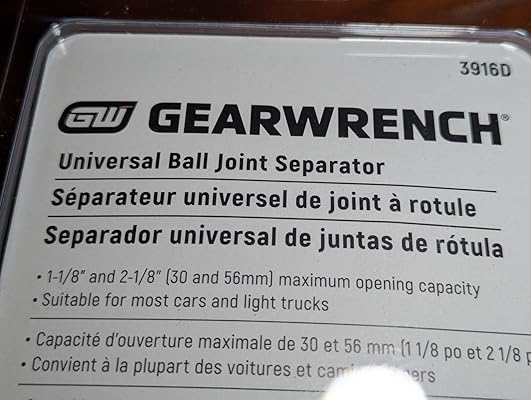 3916D
GW GEARWRENCH®
Universal Ball Joint Separator
Séparateur universel de joint à rotule
Separador universal de juntas de rótula
• 1-1/8" and 2-1/8" (30 and 56mm) maximum opening capacity
• Suitable for most cars and light trucks
• Capacité d'ouverture maximale de 30 et 56 mm (1 1/8 po et 2 1/8 p
• Convient à la plupart des voitures et